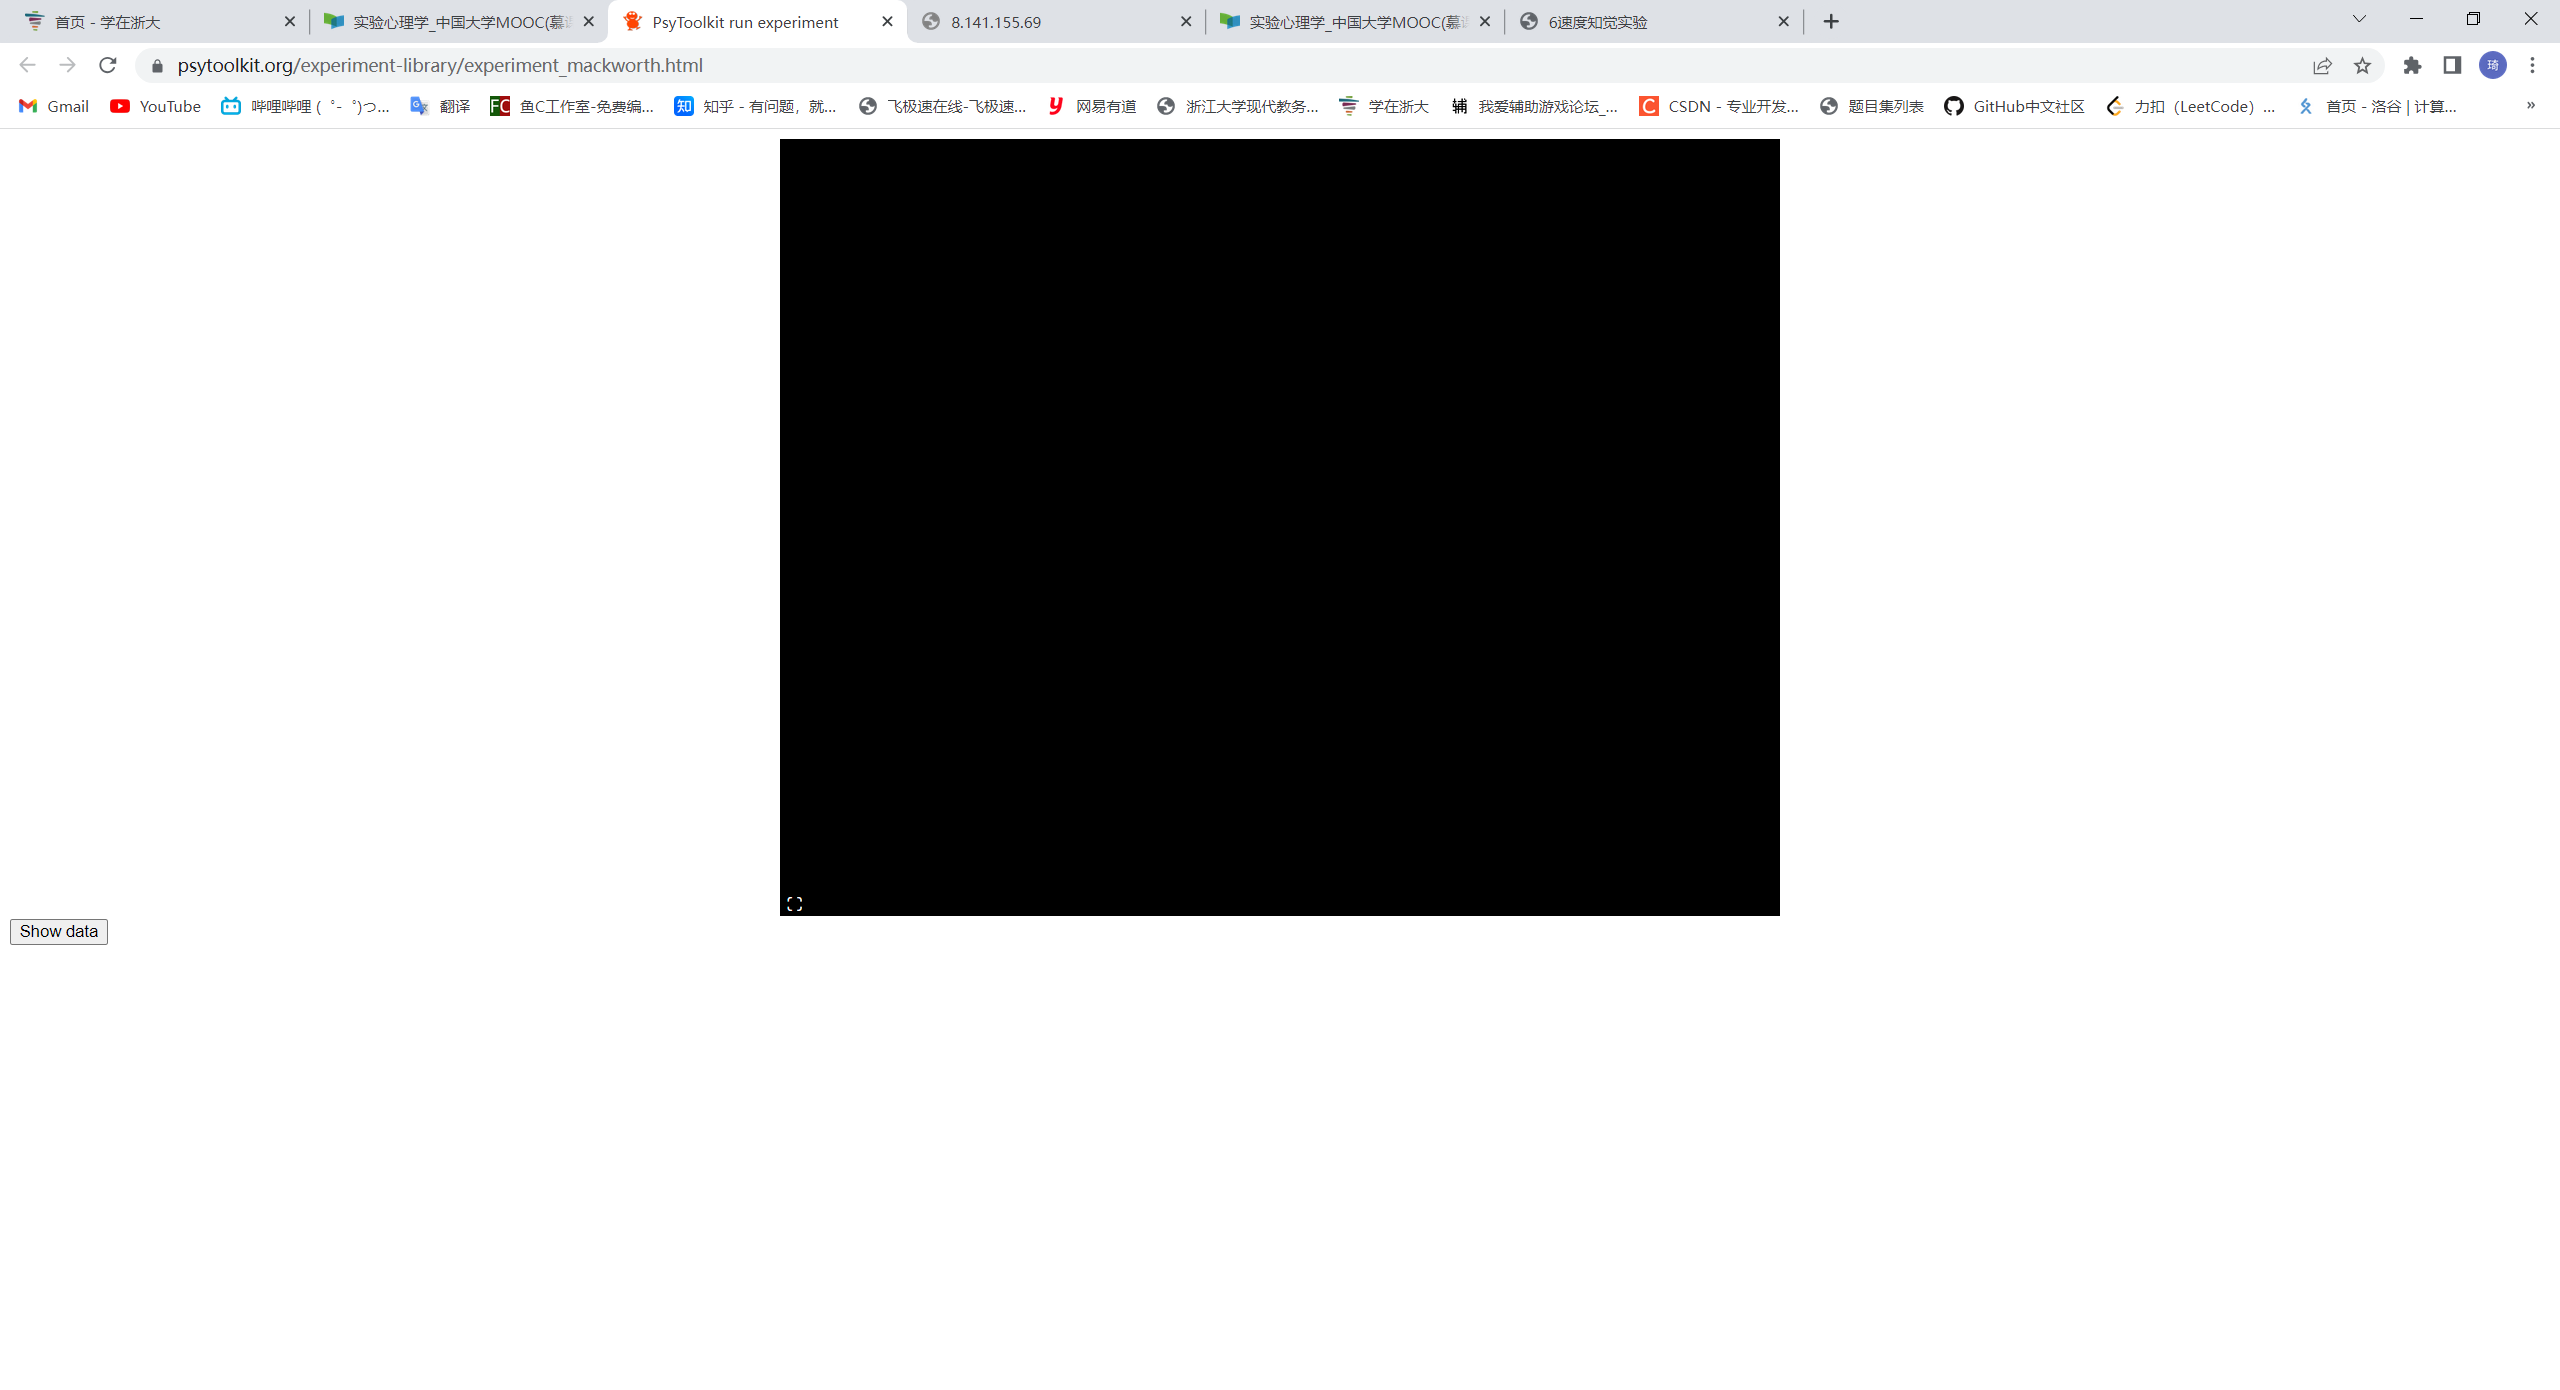 首页 - 学在浙大
实验心理学_中国大学MOOC(慕
PsyToolkit run experiment
8.141.155.69
实验心理学_中国大学MOOC(慕
6速度知觉实验
psytoolkit.org/experiment-library/experiment_mackworth.html
琦
Gmail
YouTube
哔哩哔哩 (゜-゜)つ...
翻译
FC 鱼C工作室-免费编...
知 知乎 - 有问题，就...
飞极速在线-飞极速...
y 网易有道
浙江大学现代教务...
学在浙大
辅 我爱辅助游戏论坛_...
C CSDN - 专业开发...
题目集列表
GitHub中文社区
力扣（LeetCode）...
首页 - 洛谷 | 计算...
»
Show data